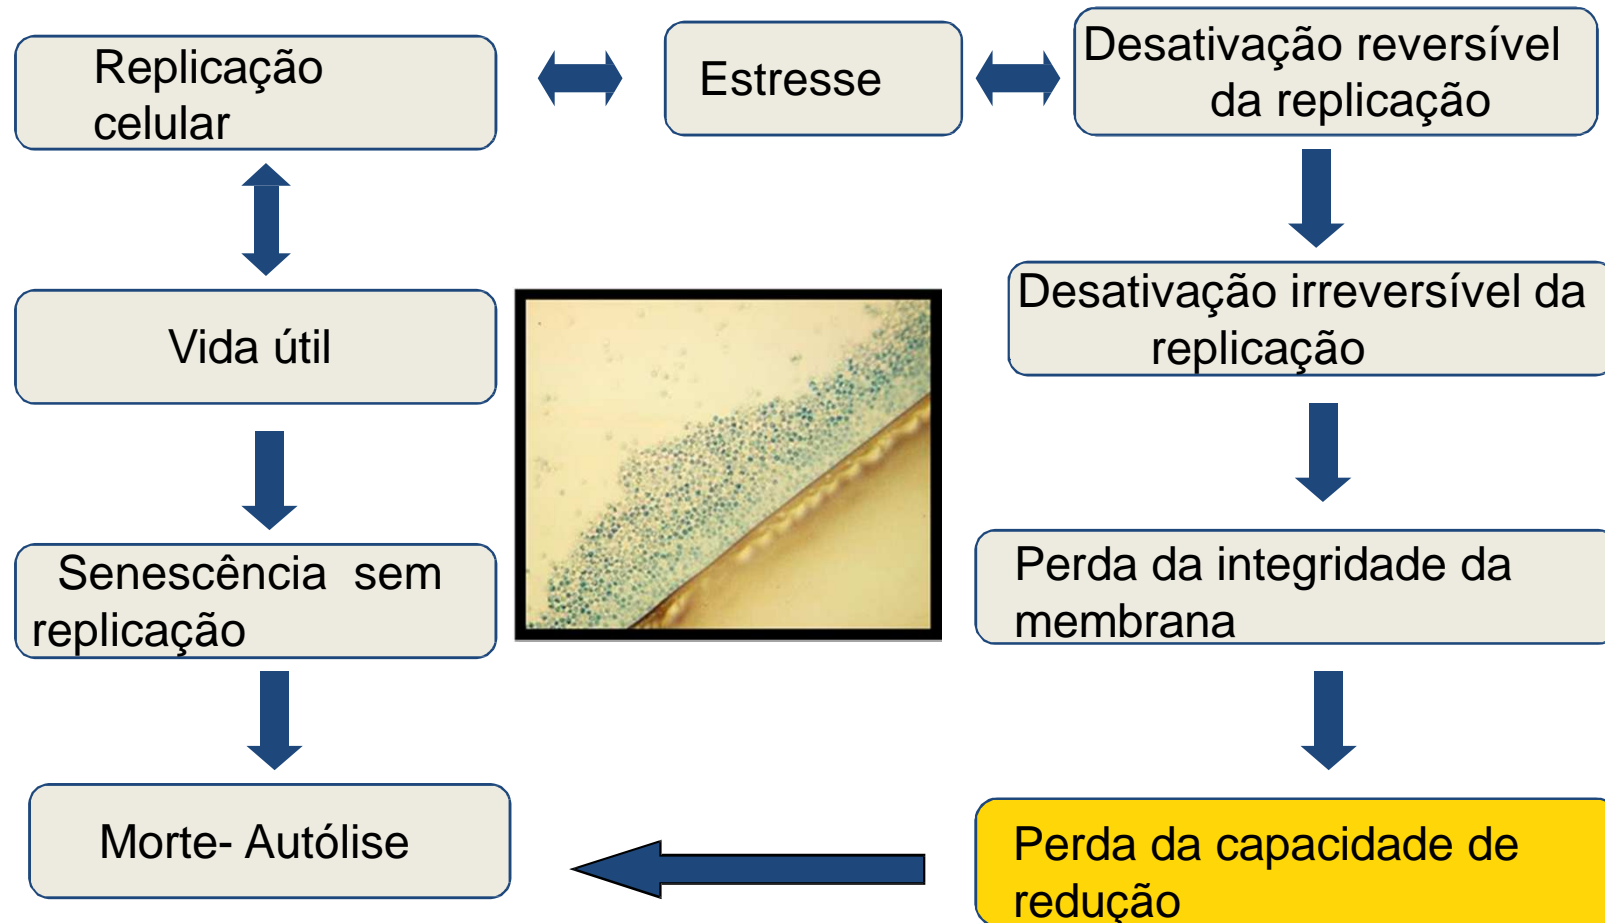 Replicação
celular
Estresse
Desativação reversível
da replicação
Vida útil
Desativação irreversível da
replicação
Senescência sem
replicação
Perda da integridade da
membrana
Morte- Autólise
Perda da capacidade de
redução